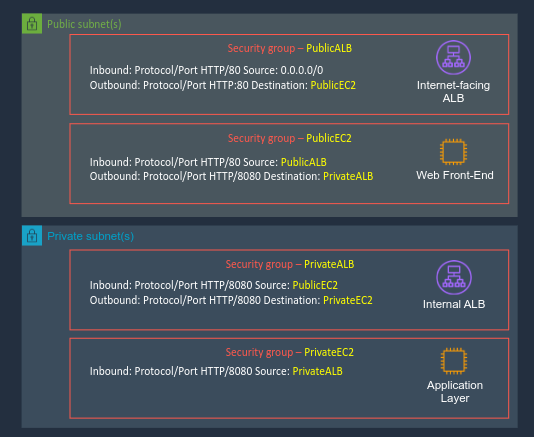 Public subnet(s)
Security group – PublicALB
Inbound: Protocol/Port HTTP/80 Source: 0.0.0.0/0
Outbound: Protocol/Port HTTP:80 Destination: PublicEC2
Internet-facing
ALB
Security group – PublicEC2
Inbound: Protocol/Port HTTP/80 Source: PublicALB
Outbound: Protocol/Port HTTP/8080 Destination: PrivateALB
Web Front-End
Private subnet(s)
Security group – PrivateALB
Inbound: Protocol/Port HTTP/8080 Source: PublicEC2
Outbound: Protocol/Port HTTP/8080 Destination: PrivateEC2
Internal ALB
Security group – PrivateEC2
Inbound: Protocol/Port HTTP/8080 Source: PrivateALB
Application
Layer